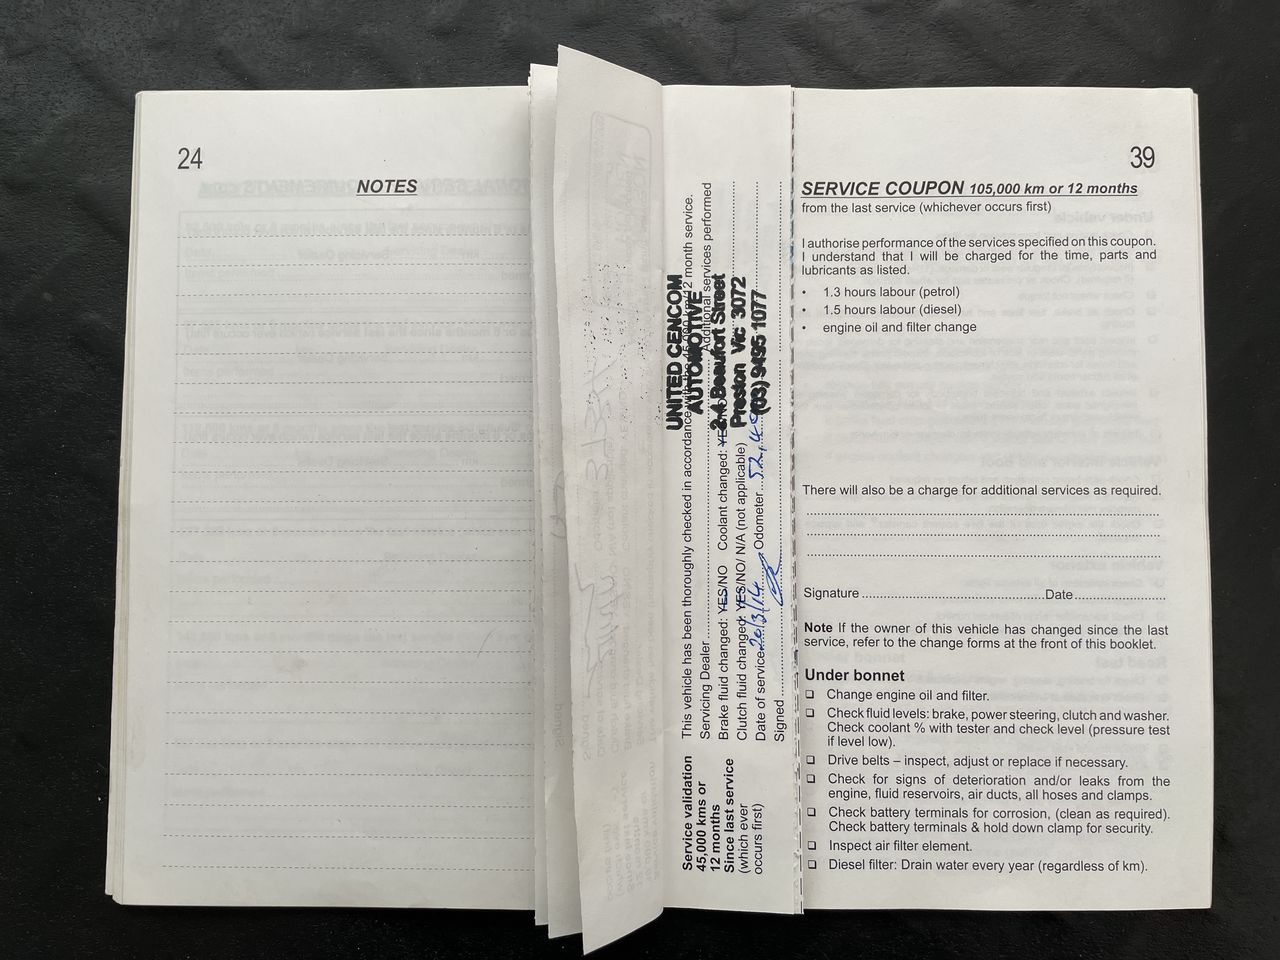 24
NOTES
UNITED CENCOM
AUTOMOTIVE
2-4 Beaufort Street
Preston Vic 3072
(03) 9495 1077
This vehicle has been thoroughly checked in accordance with the 45,000 km/12 month service.
Servicing Dealer Additional services performed
Brake fluid changed: YES/NO Coolant changed: YES/NO
Clutch fluid changed: YES/NO/ N/A (not applicable)
Date of service 20/3/14 Odometer
Signed
Service validation
45,000 kms or
12 months
Since last service
(which ever
occurs first)
39
SERVICE COUPON 105,000 km or 12 months
from the last service (whichever occurs first)
I authorise performance of the services specified on this coupon.
I understand that I will be charged for the time, parts and
lubricants as listed.
• 1.3 hours labour (petrol)
• 1.5 hours labour (diesel)
• engine oil and filter change
There will also be a charge for additional services as required.
Signature Date
Note If the owner of this vehicle has changed since the last
service, refer to the change forms at the front of this booklet.
Under bonnet
❏ Change engine oil and filter.
❏ Check fluid levels: brake, power steering, clutch and washer.
Check coolant % with tester and check level (pressure test
if level low).
❏ Drive belts – inspect, adjust or replace if necessary.
❏ Check for signs of deterioration and/or leaks from the
engine, fluid reservoirs, air ducts, all hoses and clamps.
❏ Check battery terminals for corrosion, (clean as required).
Check battery terminals & hold down clamp for security.
❏ Inspect air filter element.
❏ Diesel filter: Drain water every year (regardless of km).